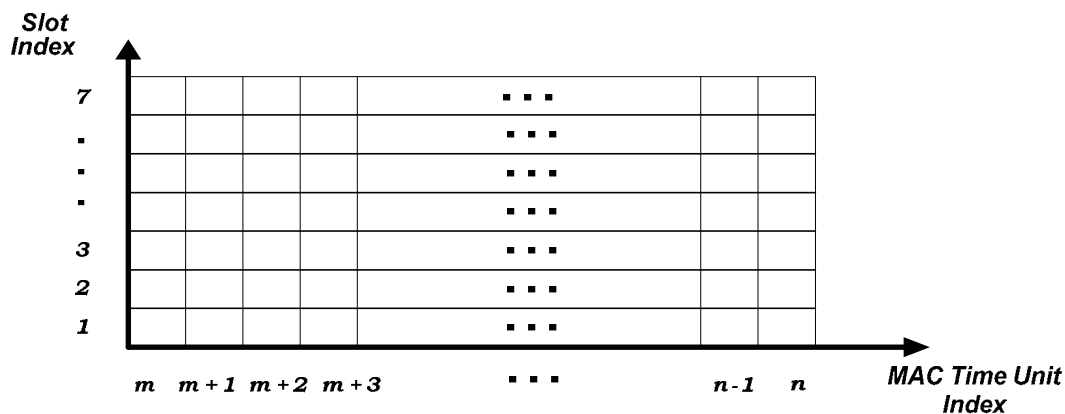 Slot
Index
7
.
.
.
3
2
1
m m+1 m+2 m+3 ... n-1 n
MAC Time Unit
Index